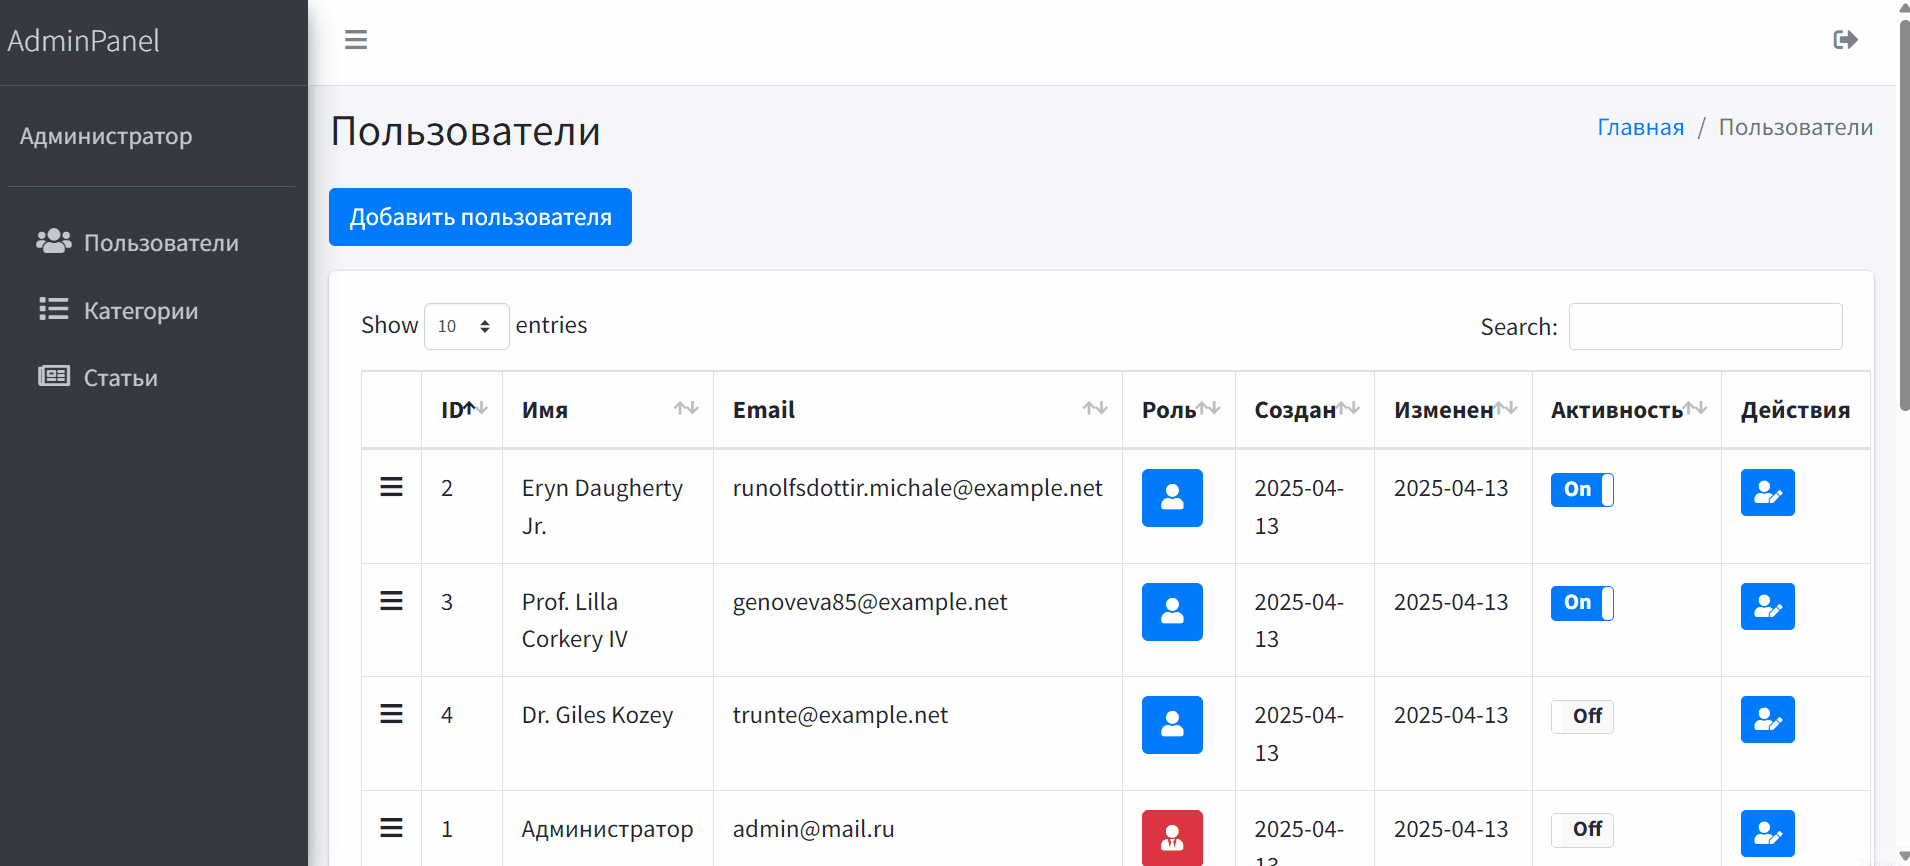 AdminPanel
Администратор
Пользователи
Категории
Статьи
Пользователи
Главная / Пользователи
Добавить пользователя
Show 10 entries
Search:
ID Имя Email Роль Создан Изменен Активность Действия
2 Eryn Daugherty runolfsdottir.michale@example.net 2025-04- 2025-04-13 On
Jr. 13
3 Prof. Lilla genoveva85@example.net 2025-04- 2025-04-13 On
Corkery IV 13
4 Dr. Giles Kozey trunte@example.net 2025-04- 2025-04-13 Off
13
1 Администратор admin@mail.ru 2025-04- 2025-04-13 Off
13